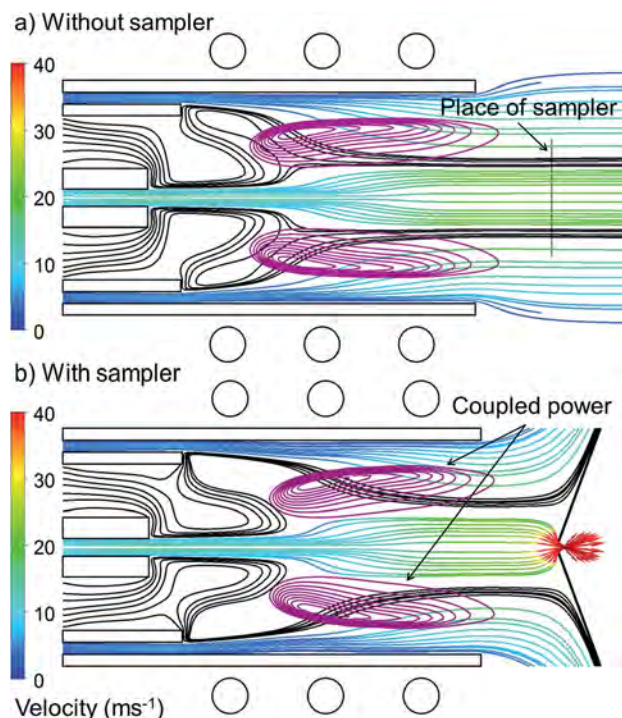 a) Without sampler
40
30
20
10
0
Place of sampler
b) With sampler
40
30
20
10
0
Coupled power
Velocity (ms⁻¹)